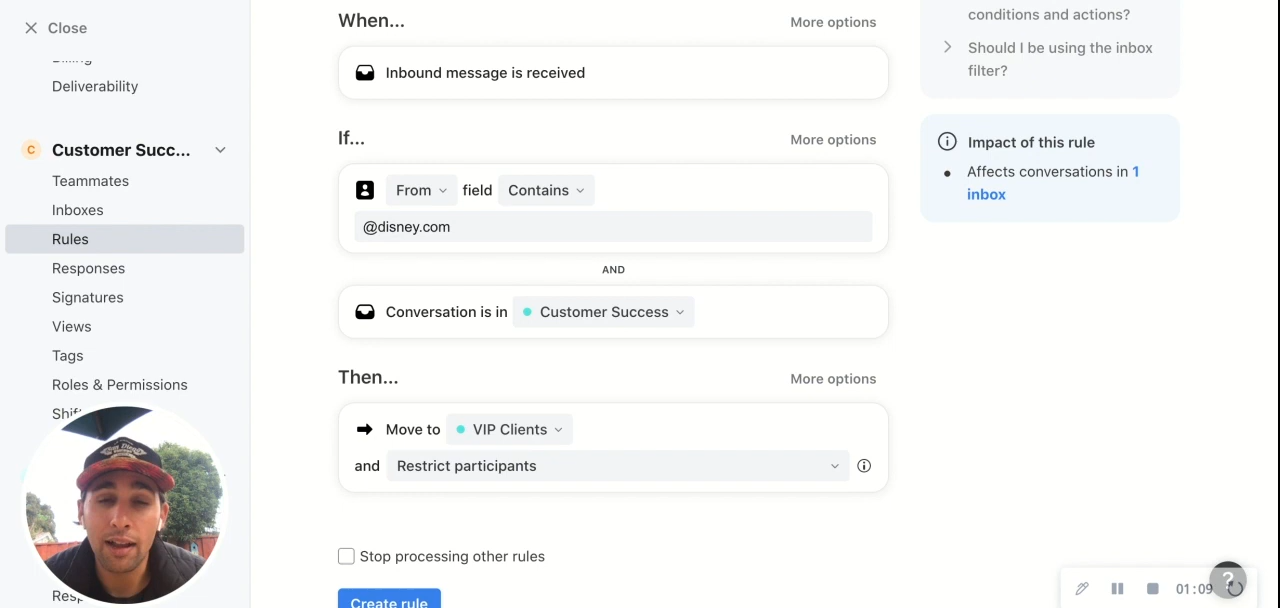 Close
Billing
Deliverability
C
Customer Succ...
Teammates
Inboxes
Rules
Responses
Signatures
Views
Tags
Roles & Permissions
When...
More options
Inbound message is received
If...
More options
From
field
Contains
@disney.com
AND
Conversation is in
Customer Success
Then...
More options
Move to
VIP Clients
and
Restrict participants
Stop processing other rules
Create rule
conditions and actions?
Should I be using the inbox
filter?
Impact of this rule
Affects conversations in 1
inbox
01:09
?